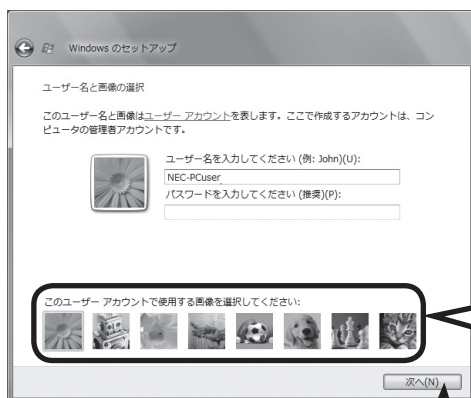 Windows のセットアップ
ユーザー名と画像の選択
このユーザー名と画像はユーザー アカウントを表します。ここで作成するアカウントは、コン
ピュータの管理者アカウントです。
ユーザー名を入力してください (例: John)(U):
NEC-PCuser
パスワードを入力してください (推奨)(P):
このユーザー アカウントで使用する画像を選択してください:
次へ(N)